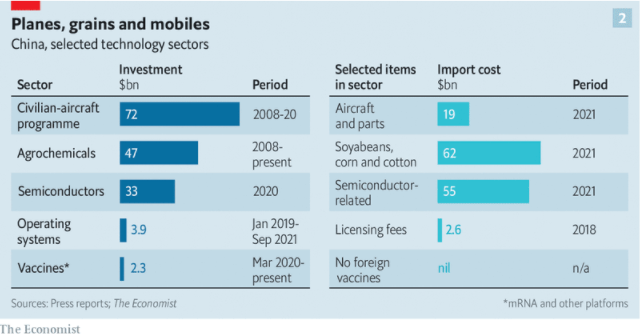 Planes, grains and mobiles
2
China, selected technology sectors
Sector
Investment
$bn
Period
Selected items
in sector
Import cost
$bn
Period
Civilian-aircraft
programme
72
2008-20
Aircraft
and parts
19
2021
Agrochemicals
47
2008-
present
Soyabeans,
corn and cotton
62
2021
Semiconductors
33
2020
Semiconductor-
related
55
2021
Operating
systems
3.9
Jan 2019-
Sep 2021
Licensing fees
2.6
2018
Vaccines*
2.3
Mar 2020-
present
No foreign
vaccines
nil
n/a
Sources: Press reports; The Economist
*mRNA and other platforms
The Economist